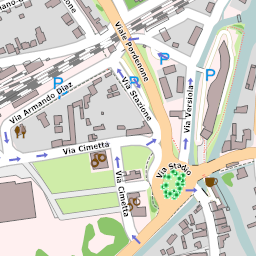 Viale Pordenone
Via Stazione
Via Versiola
Via Armando Diaz
Via Cimetta
Via Cimetta
Via Stadio
P
P
P